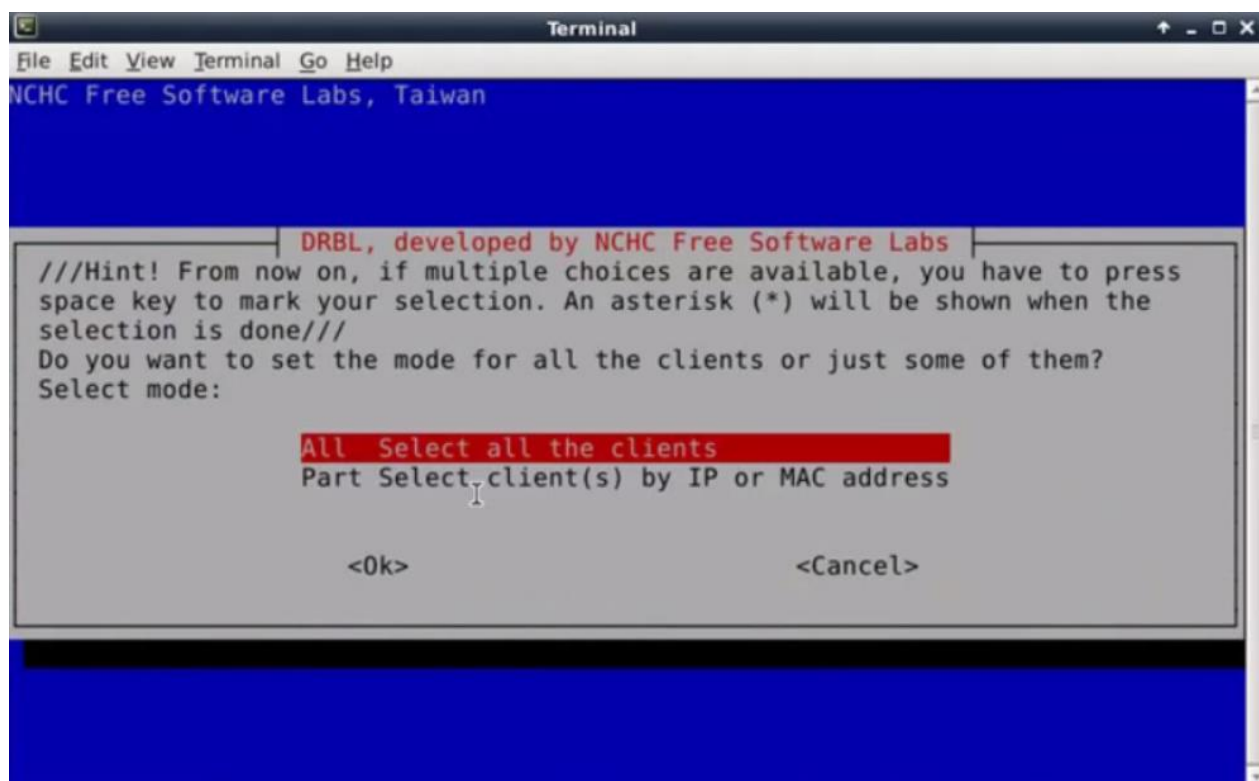 Terminal
File Edit View Terminal Go Help
NCHC Free Software Labs, Taiwan
DRBL, developed by NCHC Free Software Labs
///Hint! From now on, if multiple choices are available, you have to press
space key to mark your selection. An asterisk (*) will be shown when the
selection is done///
Do you want to set the mode for all the clients or just some of them?
Select mode:
All Select all the clients
Part Select client(s) by IP or MAC address
<Ok> <Cancel>